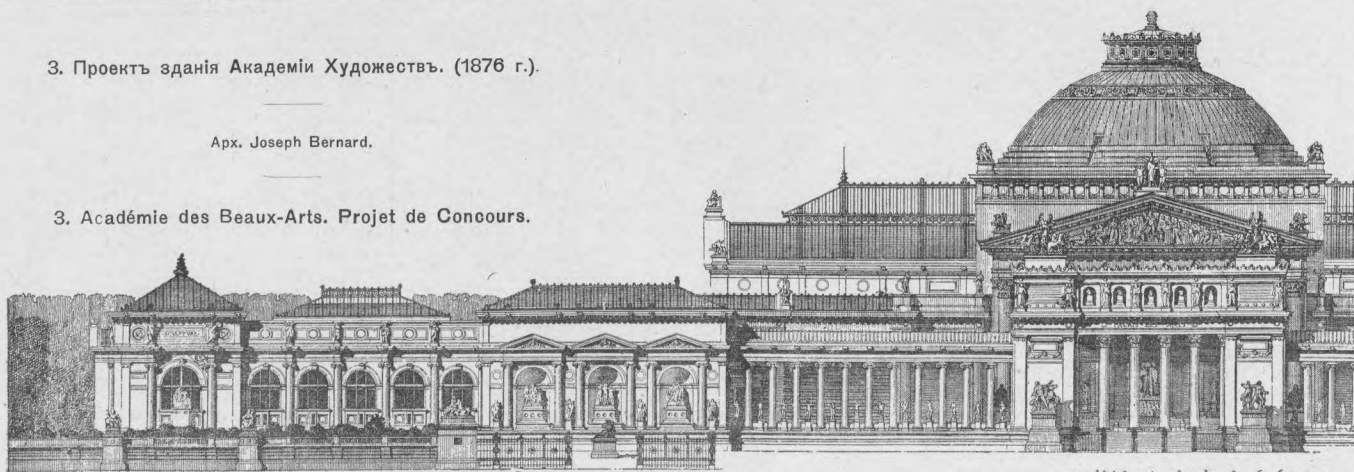 3. Проектъ зданія Академіи Художествъ. (1876 г.).
Арх. Joseph Bernard.
3. Académie des Beaux-Arts. Projet de Concours.